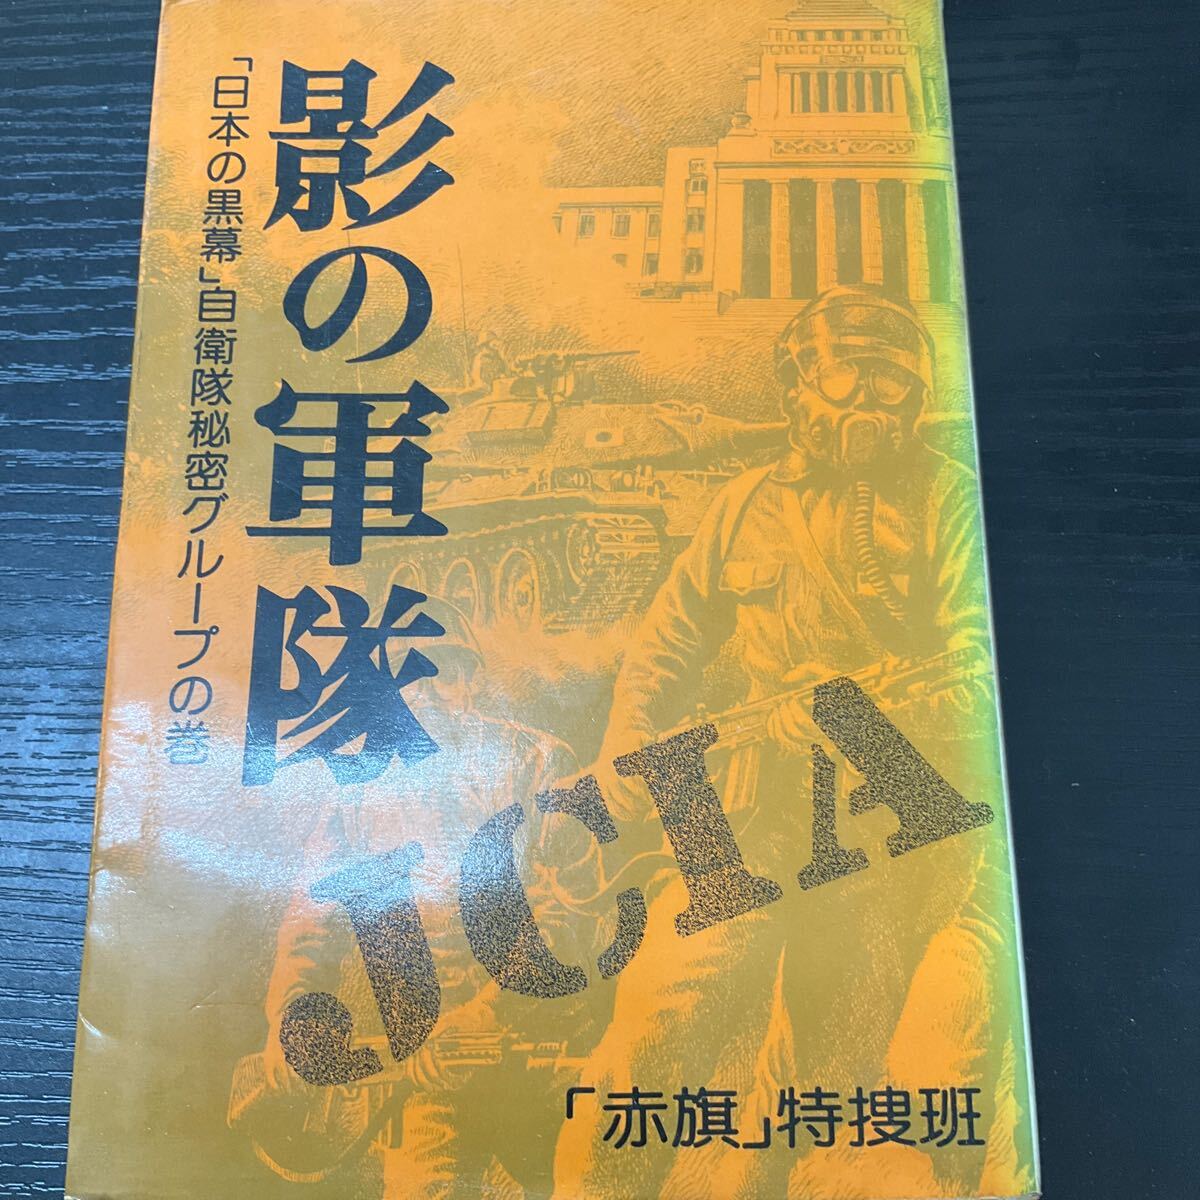 影の軍隊
「日本の黒幕」自衛隊秘密グループの巻
JCIA
「赤旗」特捜班